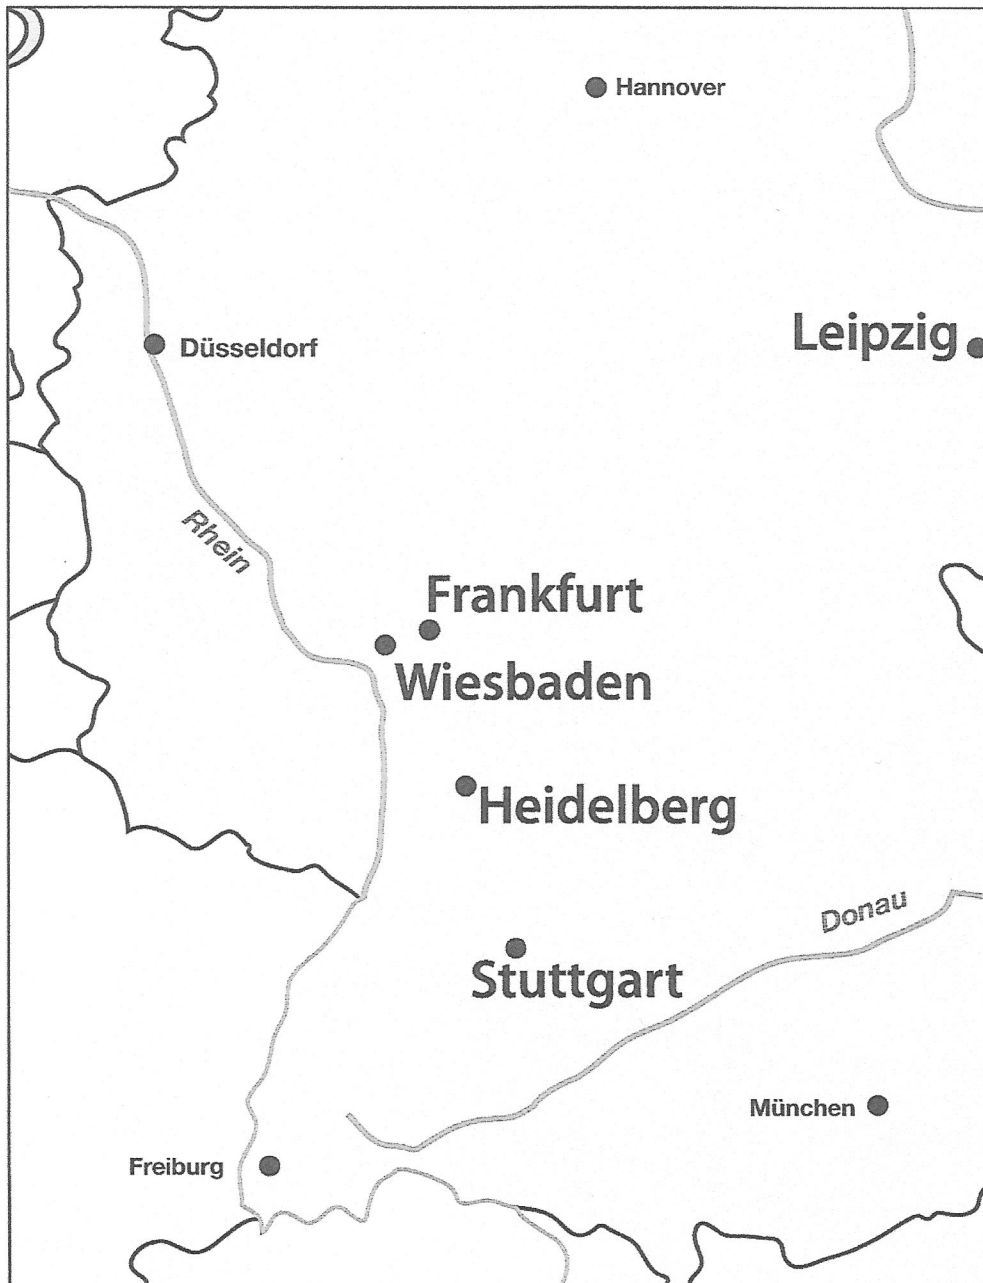 Hannover
Leipzig
Düsseldorf
Rhein
Frankfurt
Wiesbaden
Heidelberg
Donau
Stuttgart
München
Freiburg